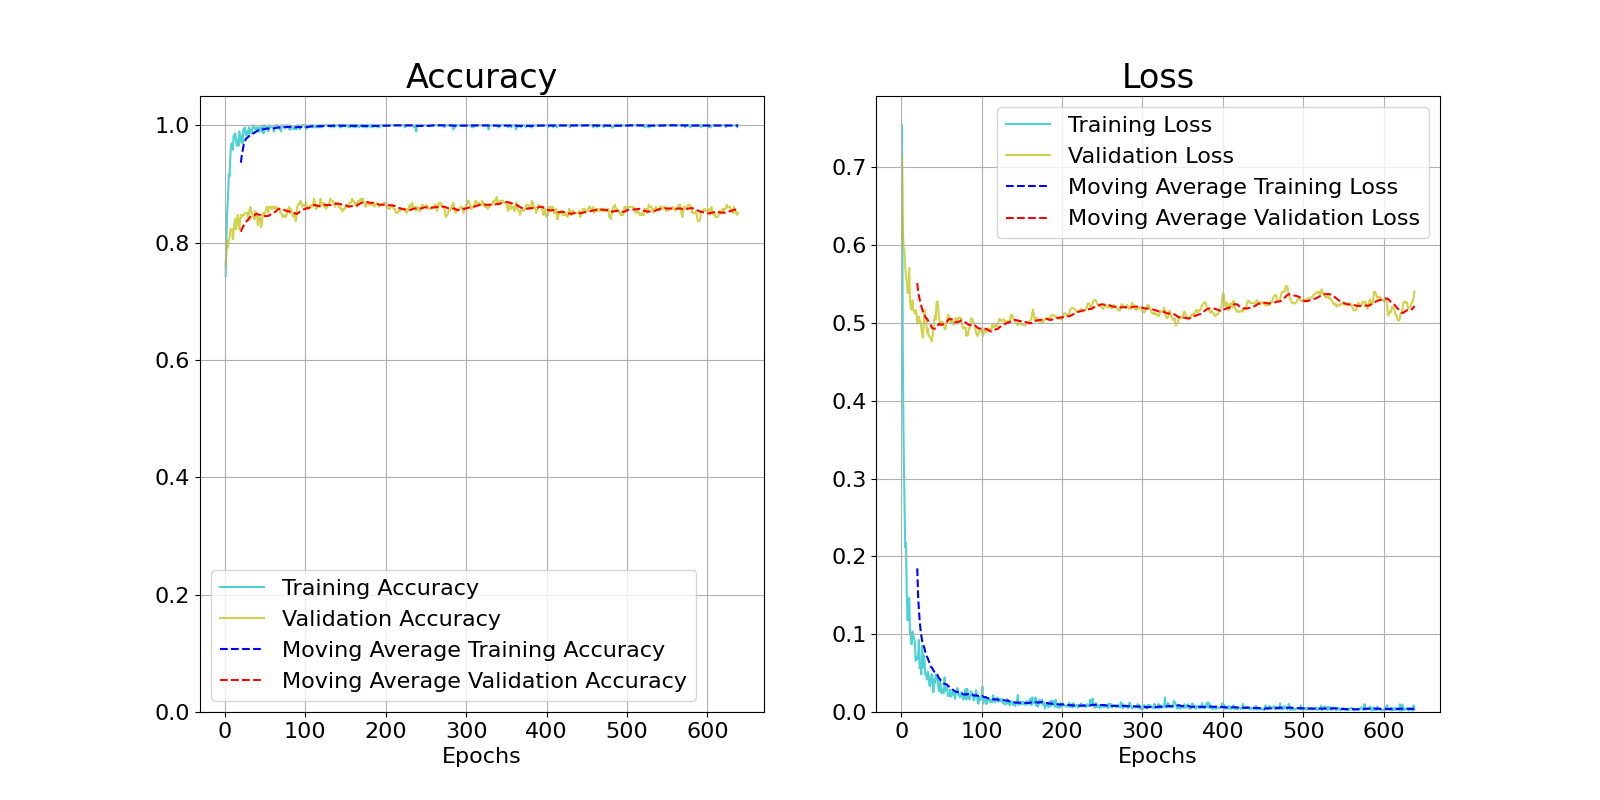 Accuracy
1.0
0.8
0.6
0.4
0.2
0.0
Training Accuracy
Validation Accuracy
Moving Average Training Accuracy
Moving Average Validation Accuracy
0 100 200 300 400 500 600
Epochs
Loss
0.7
0.6
0.5
0.4
0.3
0.2
0.1
0.0
Training Loss
Validation Loss
Moving Average Training Loss
Moving Average Validation Loss
0 100 200 300 400 500 600
Epochs